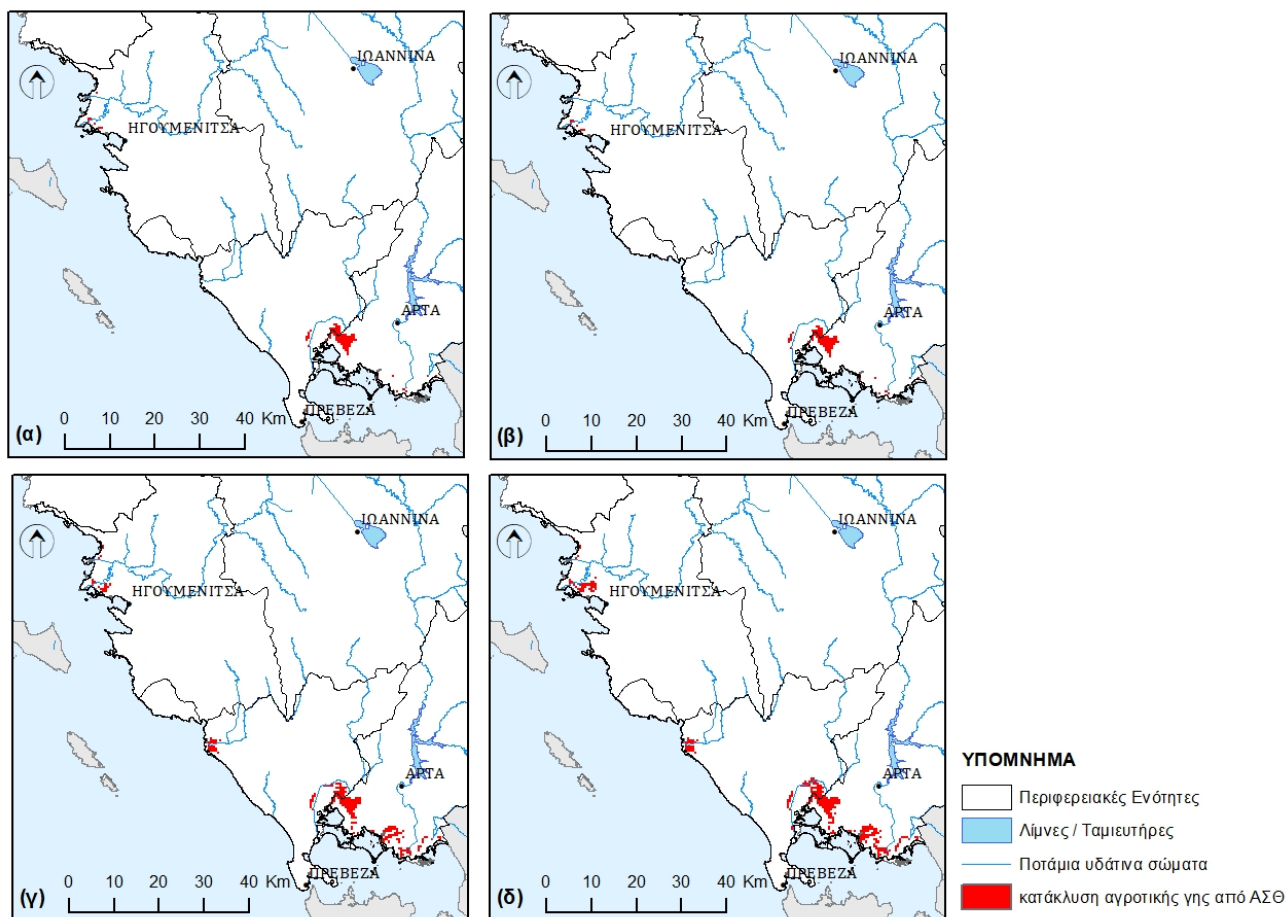 ΙΩΑΝΝΙΝΑ
ΗΓΟΥΜΕΝΙΤΣΑ
ΑΡΤΑ
ΠΡΕΒΕΖΑ
0 10 20 30 40 Km
(α)
ΙΩΑΝΝΙΝΑ
ΗΓΟΥΜΕΝΙΤΣΑ
ΑΡΤΑ
ΠΡΕΒΕΖΑ
0 10 20 30 40 Km
(β)
ΙΩΑΝΝΙΝΑ
ΗΓΟΥΜΕΝΙΤΣΑ
ΑΡΤΑ
ΠΡΕΒΕΖΑ
0 10 20 30 40 Km
(γ)
ΙΩΑΝΝΙΝΑ
ΗΓΟΥΜΕΝΙΤΣΑ
ΑΡΤΑ
ΠΡΕΒΕΖΑ
0 10 20 30 40 Km
(δ)
ΥΠΟΜΝΗΜΑ
Περιφερειακές Ενότητες
Λίμνες / Ταμιευτήρες
Ποτάμια υδάτινα σώματα
κατάκλυση αγροτικής γης από ΑΣΘ